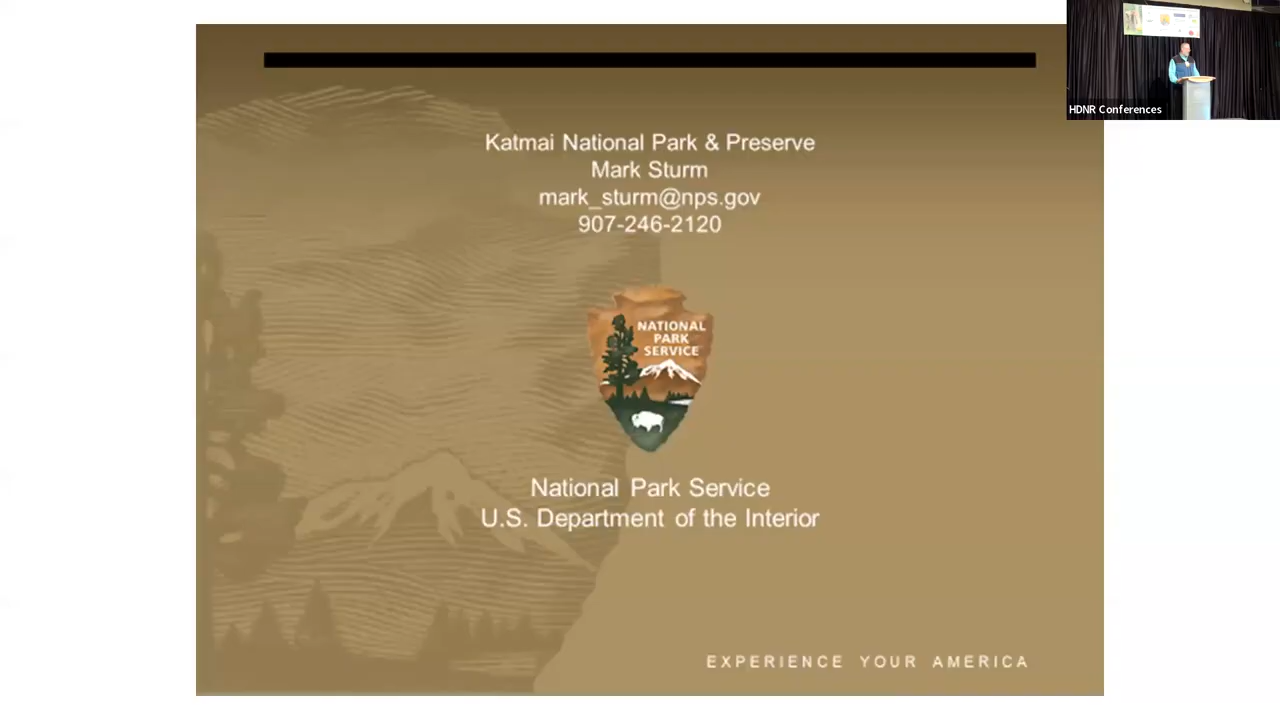 Katmai National Park & Preserve
Mark Sturm
mark_sturm@nps.gov
907-246-2120
NATIONAL
PARK
SERVICE
National Park Service
U.S. Department of the Interior
EXPERIENCE YOUR AMERICA
HDNR Conferences